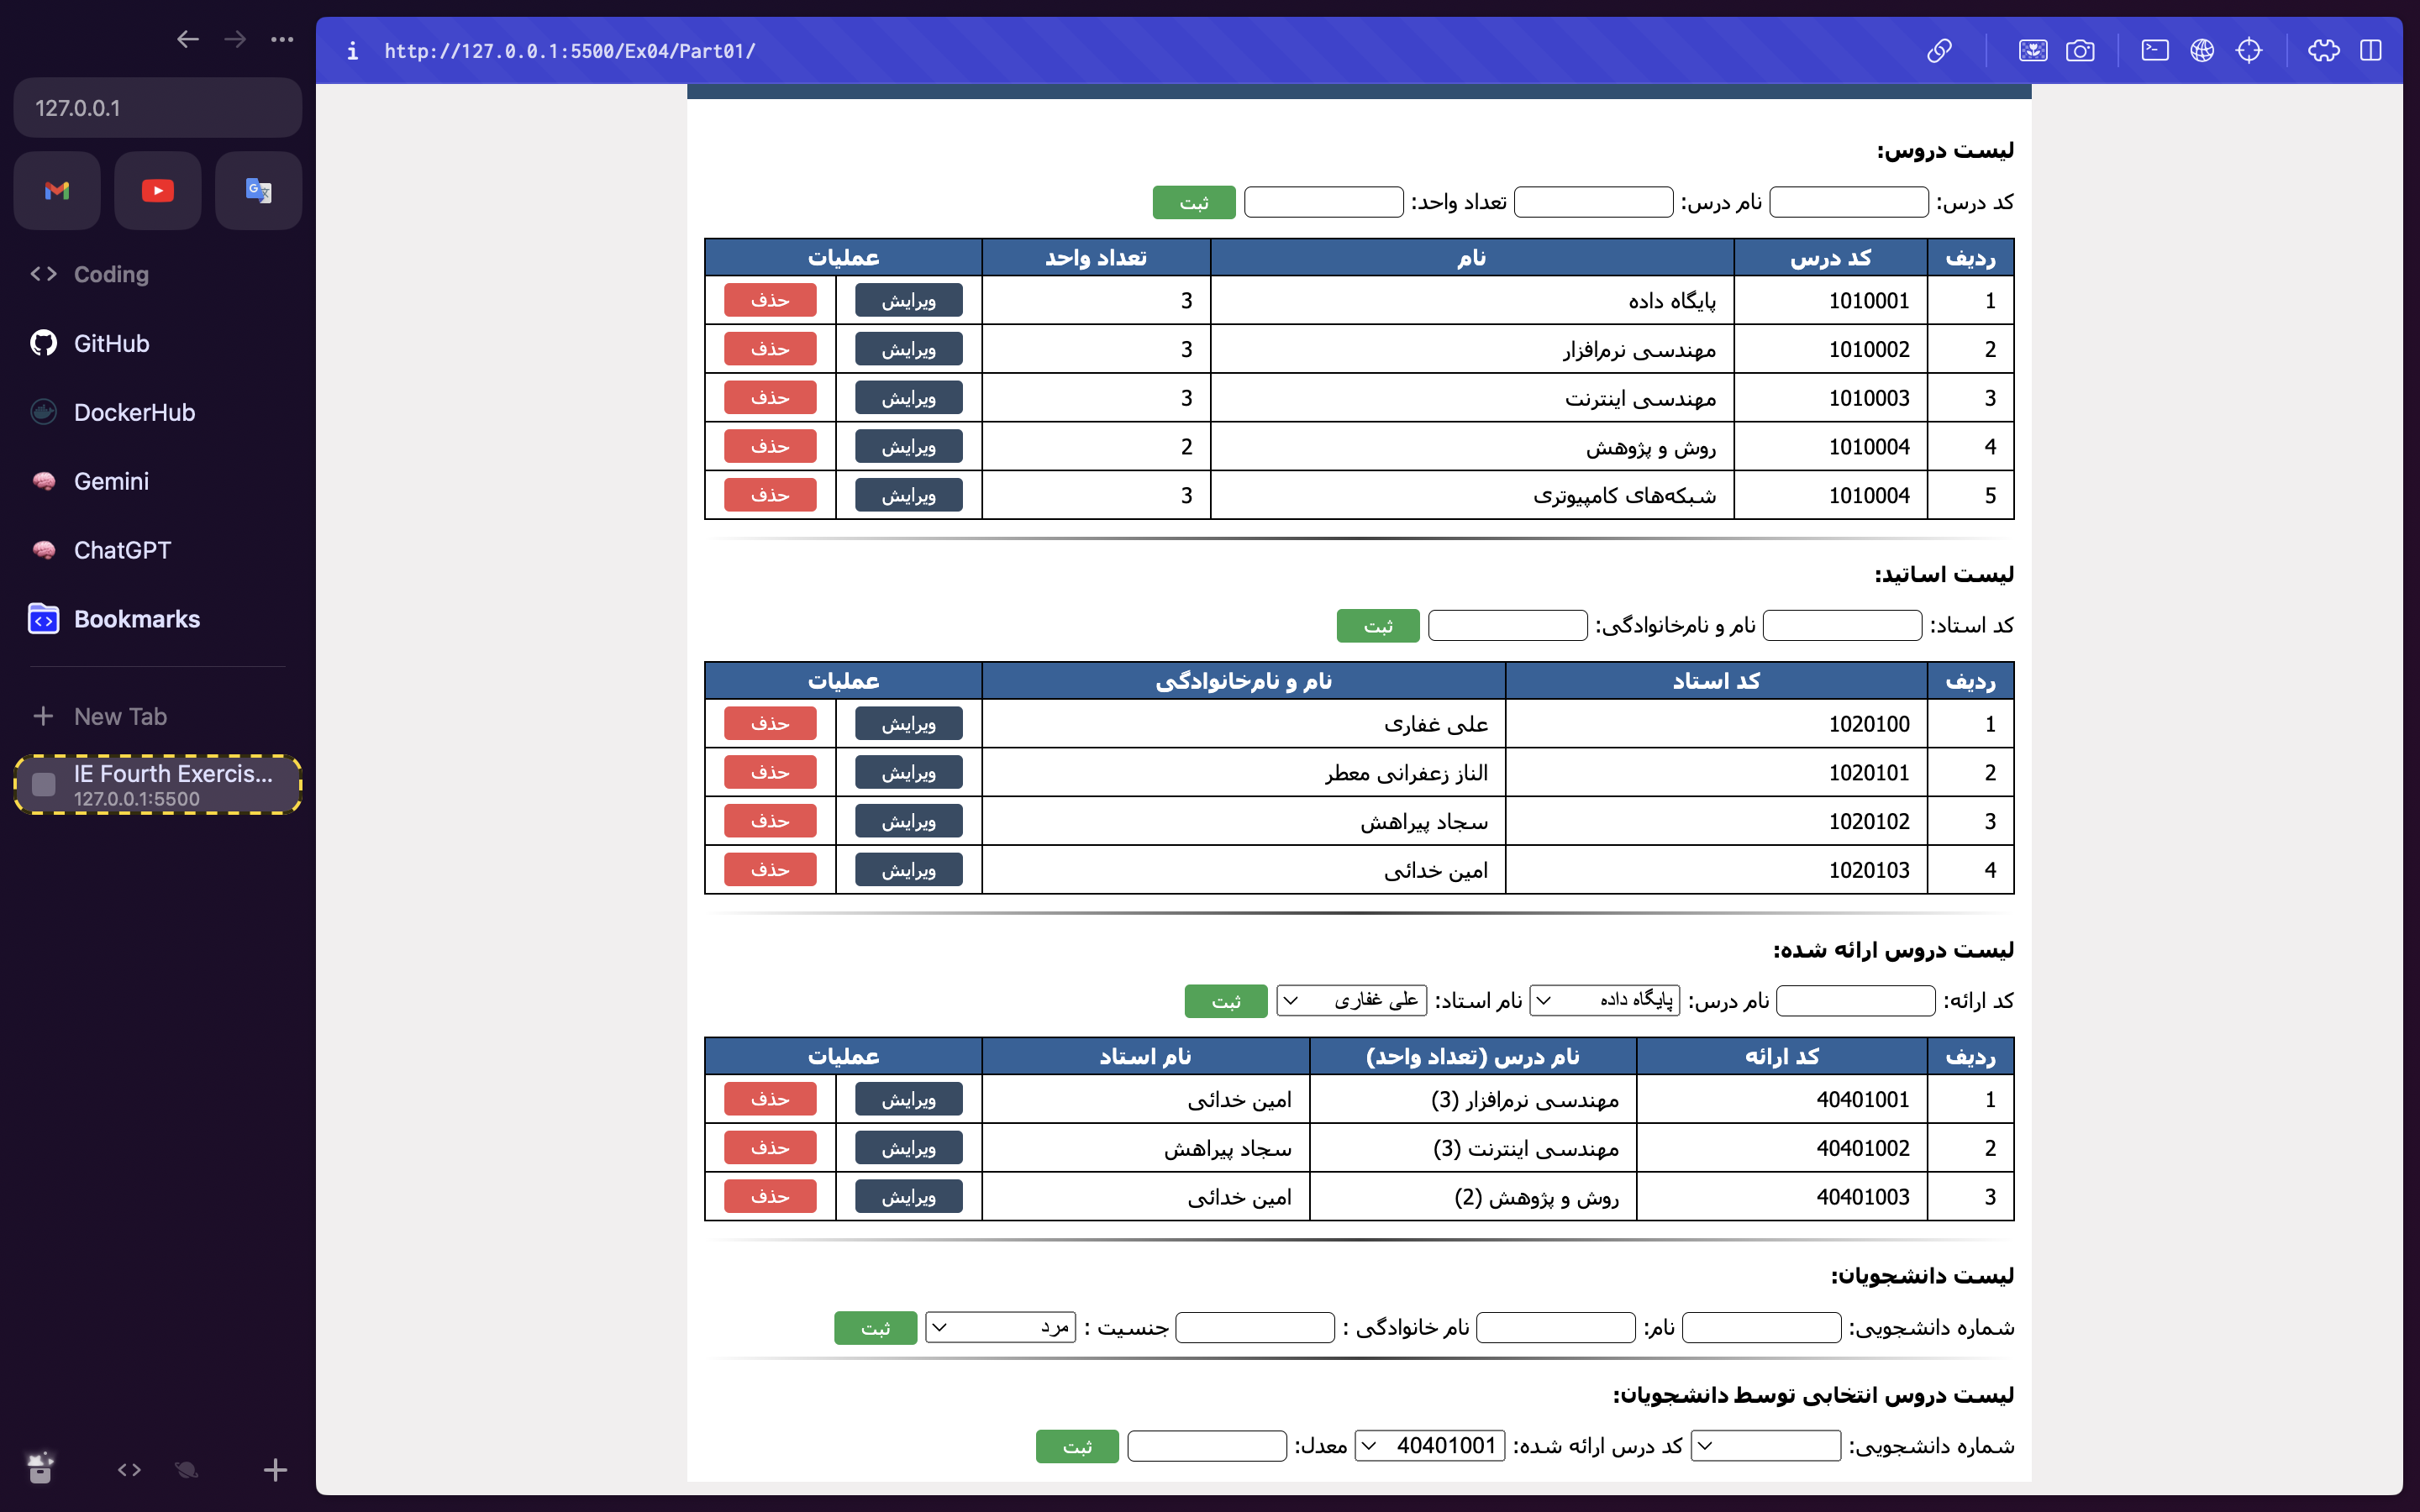 http://127.0.0.1:5500/Ex04/Part01/
127.0.0.1
Coding
GitHub
DockerHub
Gemini
ChatGPT
Bookmarks
New Tab
IE Fourth Exercis...
127.0.0.1:5500
لیست دروس:
کد درس: نام درس: تعداد واحد: ثبت
ردیف کد درس نام تعداد واحد عملیات
1 1010001 پایگاه داده 3 ویرایش حذف
2 1010002 مهندسی نرم‌افزار 3 ویرایش حذف
3 1010003 مهندسی اینترنت 3 ویرایش حذف
4 1010004 روش و پژوهش 2 ویرایش حذف
5 1010004 شبکه‌های کامپیوتری 3 ویرایش حذف
لیست اساتید:
کد استاد: نام و نام‌خانوادگی: ثبت
ردیف کد استاد نام و نام‌خانوادگی عملیات
1 1020100 علی غفاری ویرایش حذف
2 1020101 الناز زعفرانی معطر ویرایش حذف
3 1020102 سجاد پیراهش ویرایش حذف
4 1020103 امین خدائی ویرایش حذف
لیست دروس ارائه شده:
کد ارائه: نام درس: پایگاه داده نام استاد: علی غفاری ثبت
ردیف کد ارائه نام درس (تعداد واحد) نام استاد عملیات
1 40401001 مهندسی نرم‌افزار (3) امین خدائی ویرایش حذف
2 40401002 مهندسی اینترنت (3) سجاد پیراهش ویرایش حذف
3 40401003 روش و پژوهش (2) امین خدائی ویرایش حذف
لیست دانشجویان:
شماره دانشجویی: نام: نام خانوادگی : جنسیت : مرد ثبت
لیست دروس انتخابی توسط دانشجویان:
شماره دانشجویی: کد درس ارائه شده: 40401001 معدل: ثبت